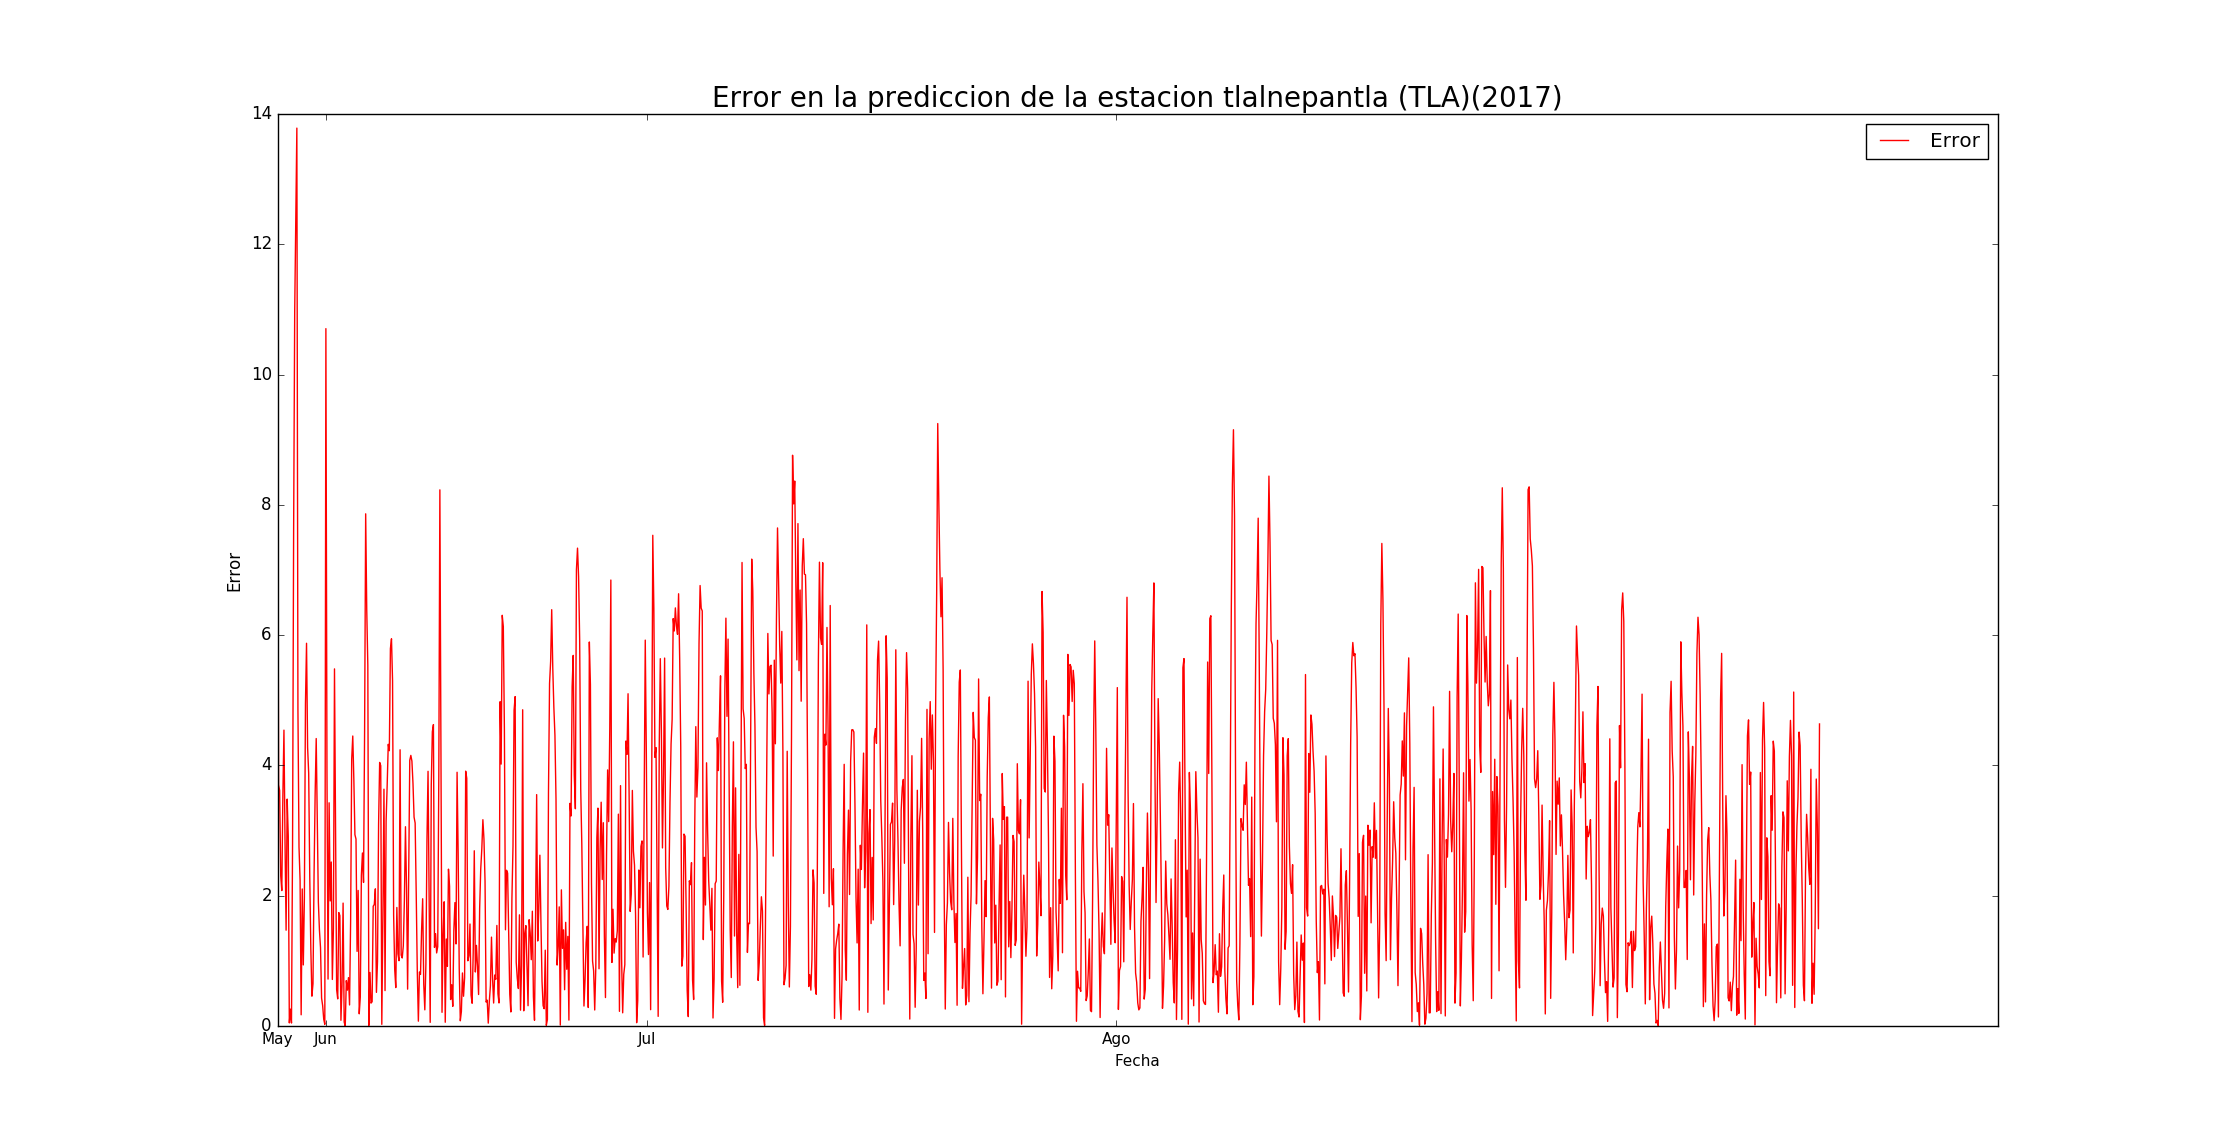 Error en la prediccion de la estacion tlalnepantla (TLA)(2017)
14
12
10
8
6
4
2
0
Error
Error
May
Jun
Jul
Ago
Fecha